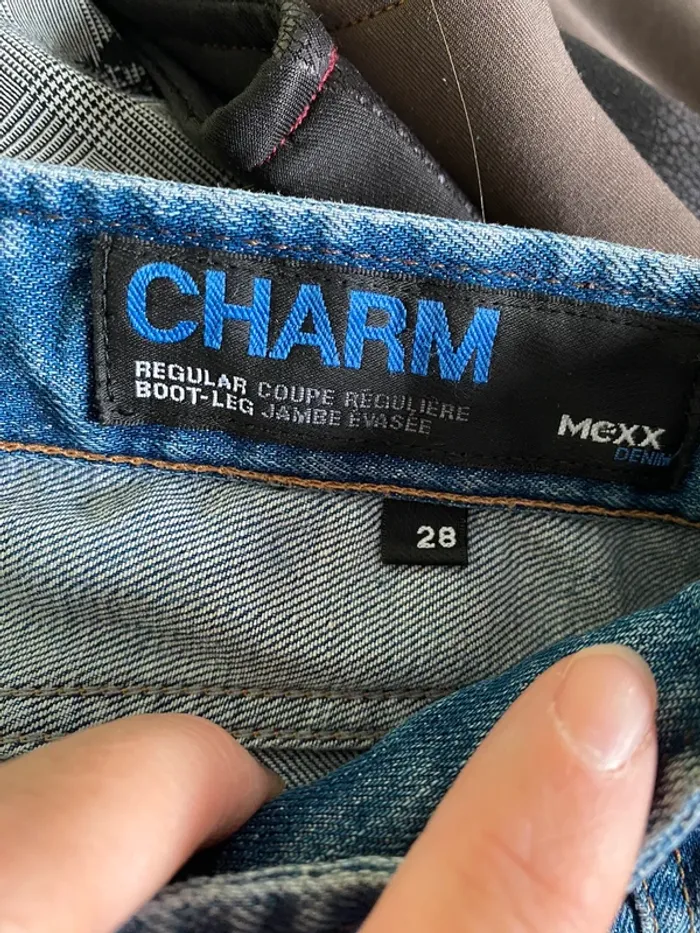 CHARM
REGULAR COUPE RÉGULIÈRE
BOOT-LEG JAMBE ÉVASÉE
MEXX
DENIM
28